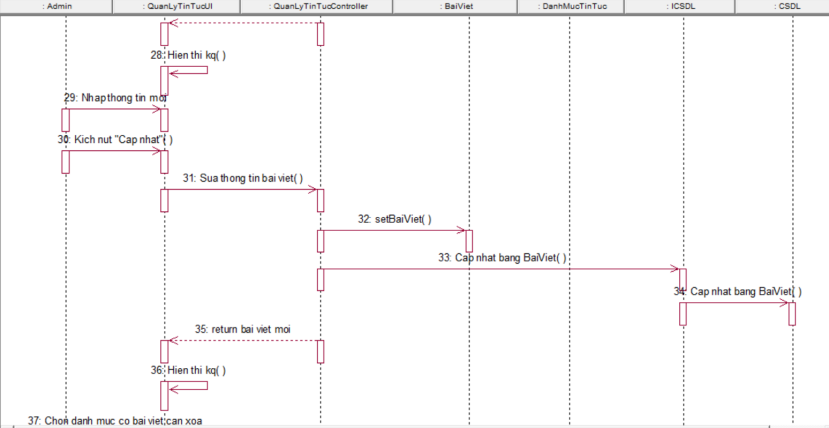 : Admin : QuanLyTinTucUI : QuanLyTinTucController : BaiViet : DanhMucTinTuc : ICSDL : CSDL
28: Hien thi kq( )
29: Nhap thong tin moi
30: Kich nut "Cap nhat"( )
31: Sua thong tin bai viet( )
32: setBaiViet( )
33: Cap nhat bang BaiViet( )
34: Cap nhat bang BaiViet( )
35: return bai viet moi
36: Hien thi kq( )
37: Chon danh muc co bai viet can xoa